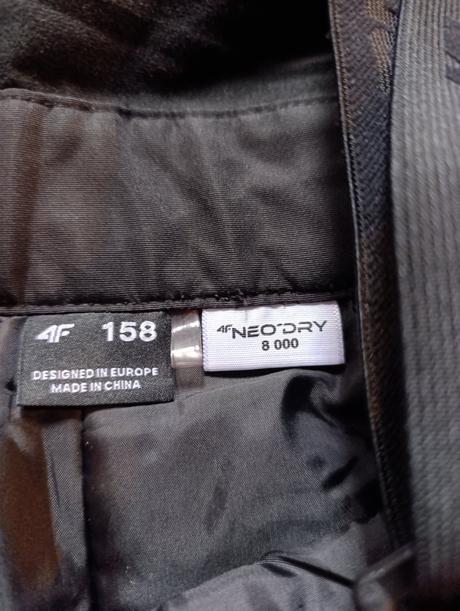 4F 158
DESIGNED IN EUROPE
MADE IN CHINA
4F NEO°DRY
8 000